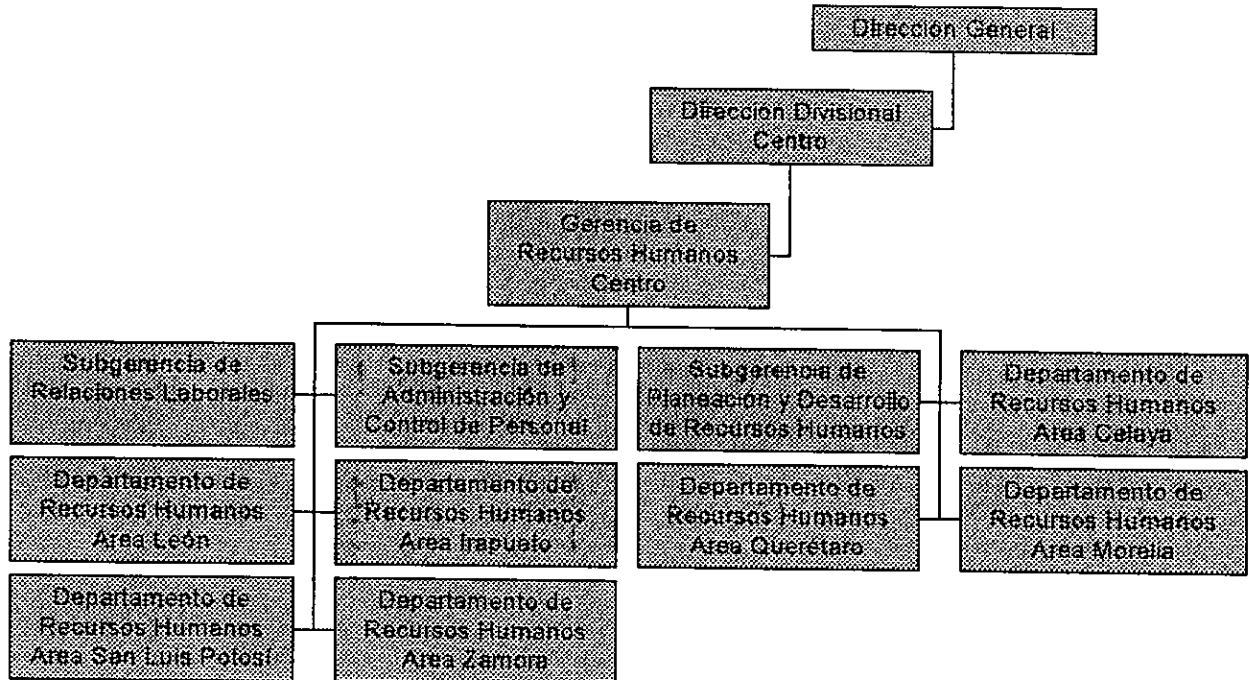 Dirección General
Dirección Divisional
Centro
Gerencia de
Recursos Humanos
Centro
Subgerencia de
Relaciones Laborales
Subgerencia de
Administración y
Control de Personal
Subgerencia de
Planeación y Desarrollo
de Recursos Humanos
Departamento de
Recursos Humanos
Area Celaya
Departamento de
Recursos Humanos
Area León
Departamento de
Recursos Humanos
Area Irapuato
Departamento de
Recursos Humanos
Area Querétaro
Departamento de
Recursos Humanos
Area Morelia
Departamento de
Recursos Humanos
Area San Luis Potosí
Departamento de
Recursos Humanos
Area Zamora